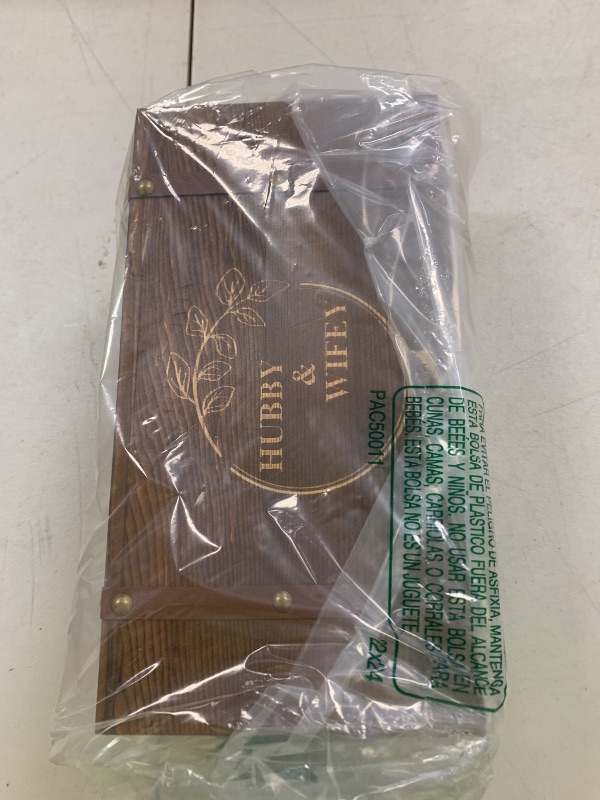 HUBBY
&
WIFEY
PARA EVITAR EL PELIGRO DE ASFIXIA, MANTENGA
ESTA BOLSA DE PLASTICO FUERA DEL ALCANCE
DE BEBES Y NIÑOS. NO USAR ESTA BOLSA EN
CUNAS, CAMAS, CARRIOLAS, O CORRALES PARA
BEBÉS. ESTA BOLSA NO ES UN JUGUETE.
PAC50011
12x24